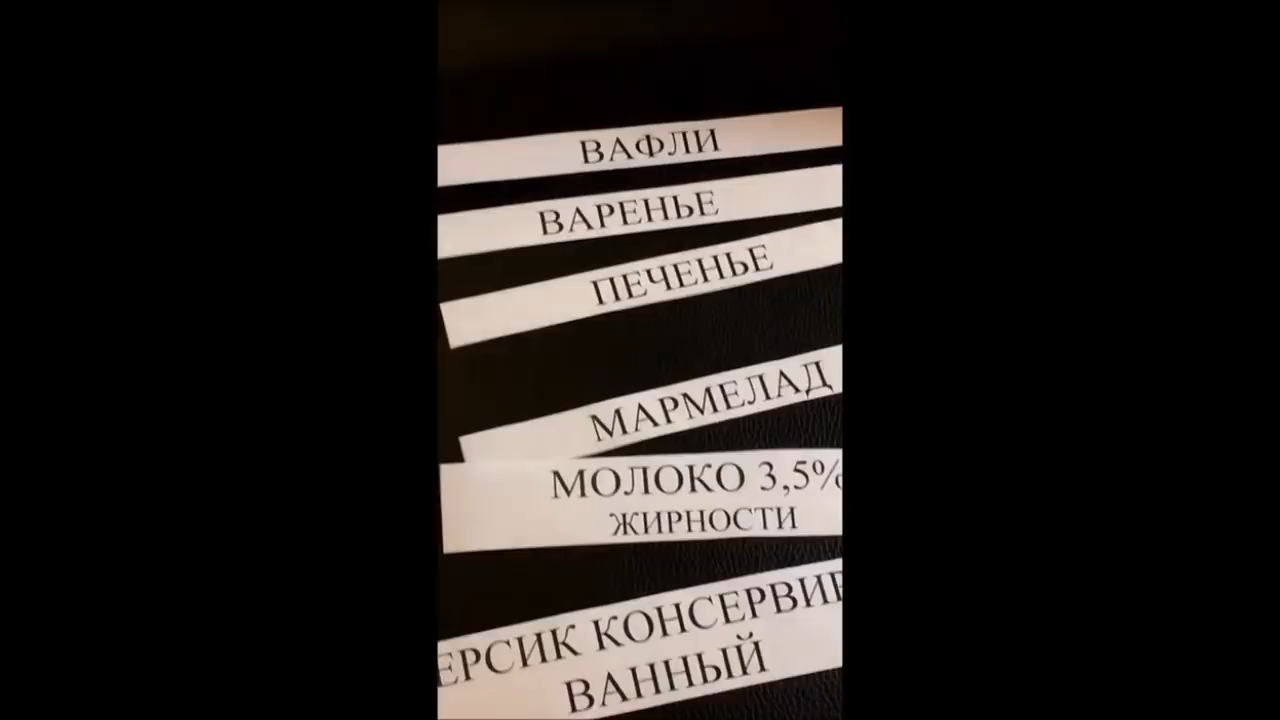 ВАФЛИ
ВАРЕНЬЕ
ПЕЧЕНЬЕ
МАРМЕЛАД
МОЛОКО 3,5%
ЖИРНОСТИ
ЕРСИК КОНСЕРВИР
ВАННЫЙ